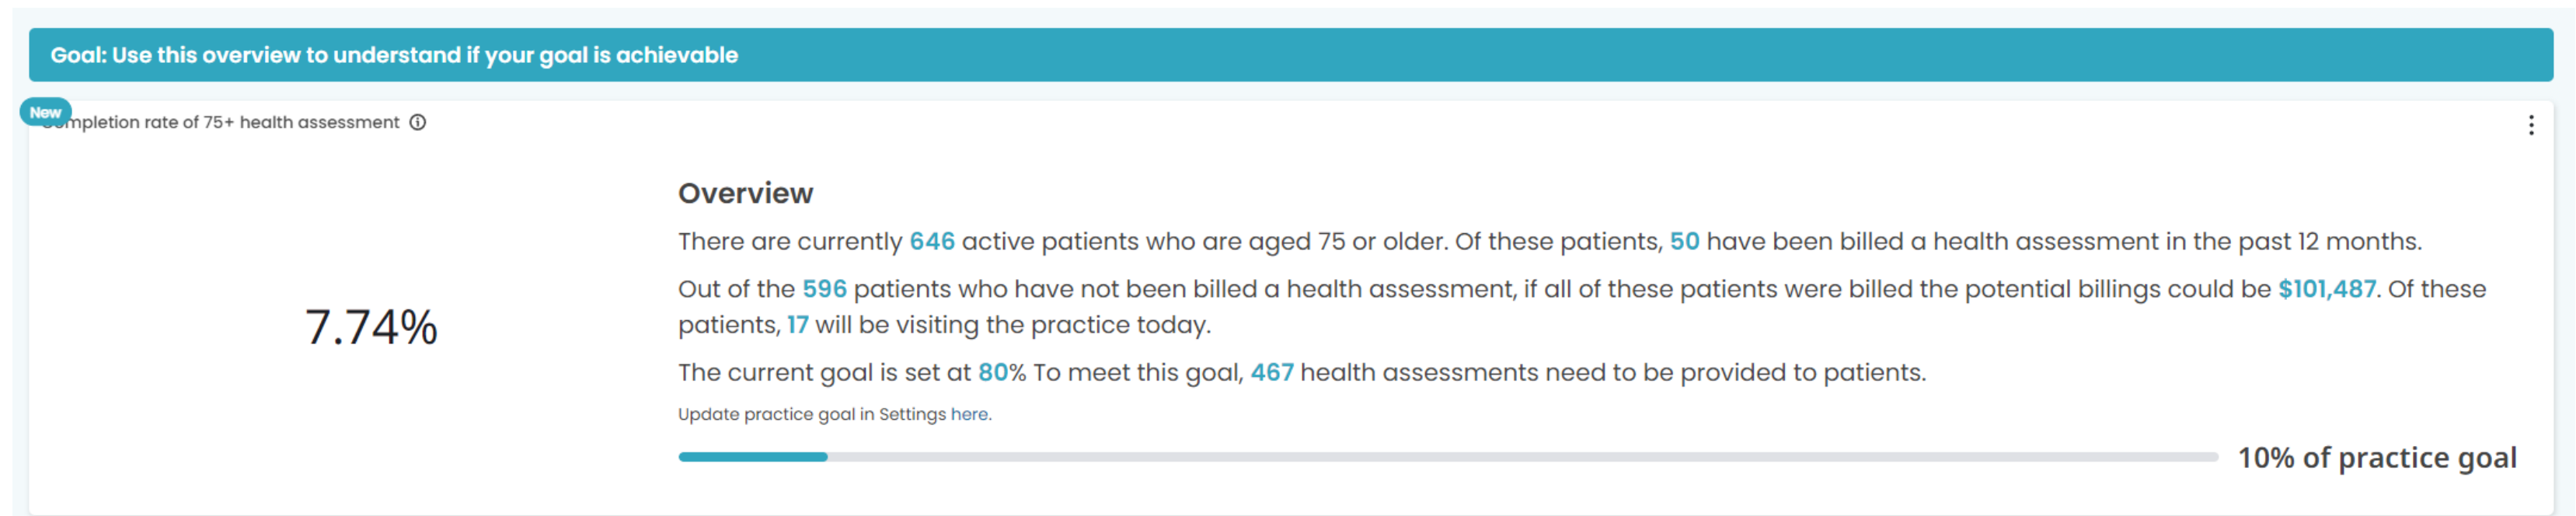 Goal: Use this overview to understand if your goal is achievable
New
mpletion rate of 75+ health assessment
Overview
There are currently 646 active patients who are aged 75 or older. Of these patients, 50 have been billed a health assessment in the past 12 months.
Out of the 596 patients who have not been billed a health assessment, if all of these patients were billed the potential billings could be $101,487. Of these
patients, 17 will be visiting the practice today.
The current goal is set at 80% To meet this goal, 467 health assessments need to be provided to patients.
7.74%
Update practice goal in Settings here.
10% of practice goal